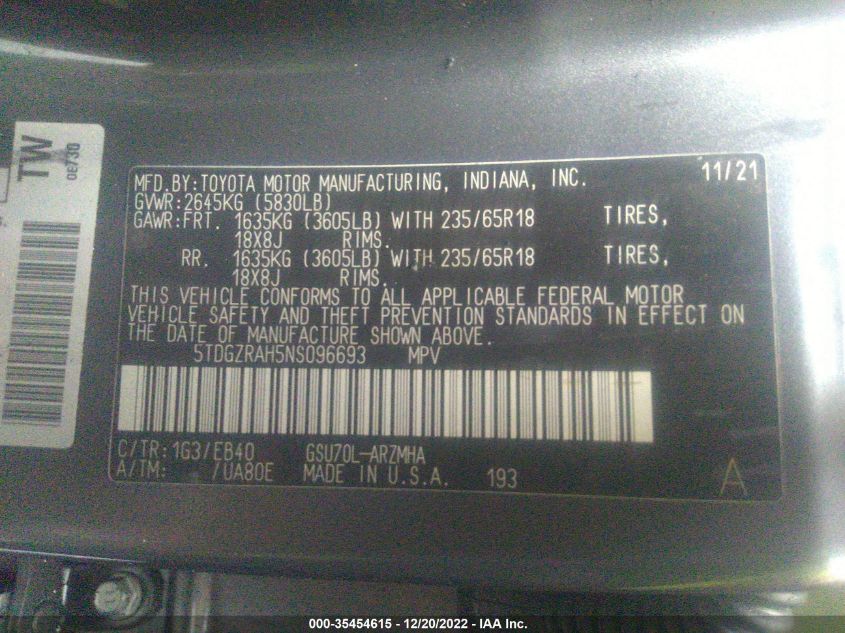 TW
0E/30
MFD.BY:TOYOTA MOTOR MANUFACTURING, INDIANA, INC. 11/21
GVWR:2645KG (5830LB)
GAWR:FRT. 1635KG (3605LB) WITH 235/65R18 TIRES,
18X8J RIMS.
RR. 1635KG (3605LB) WITH 235/65R18 TIRES,
18X8J RIMS.
THIS VEHICLE CONFORMS TO ALL APPLICABLE FEDERAL MOTOR
VEHICLE SAFETY AND THEFT PREVENTION STANDARDS IN EFFECT ON
THE DATE OF MANUFACTURE SHOWN ABOVE.
5TDGZRAH5NS096693 MPV
C/TR:1G3/EB40 GSU70L-ARZMHA
A/TM: /UA80E MADE IN U.S.A. 193 A
000-35454615 - 12/20/2022 - IAA Inc.